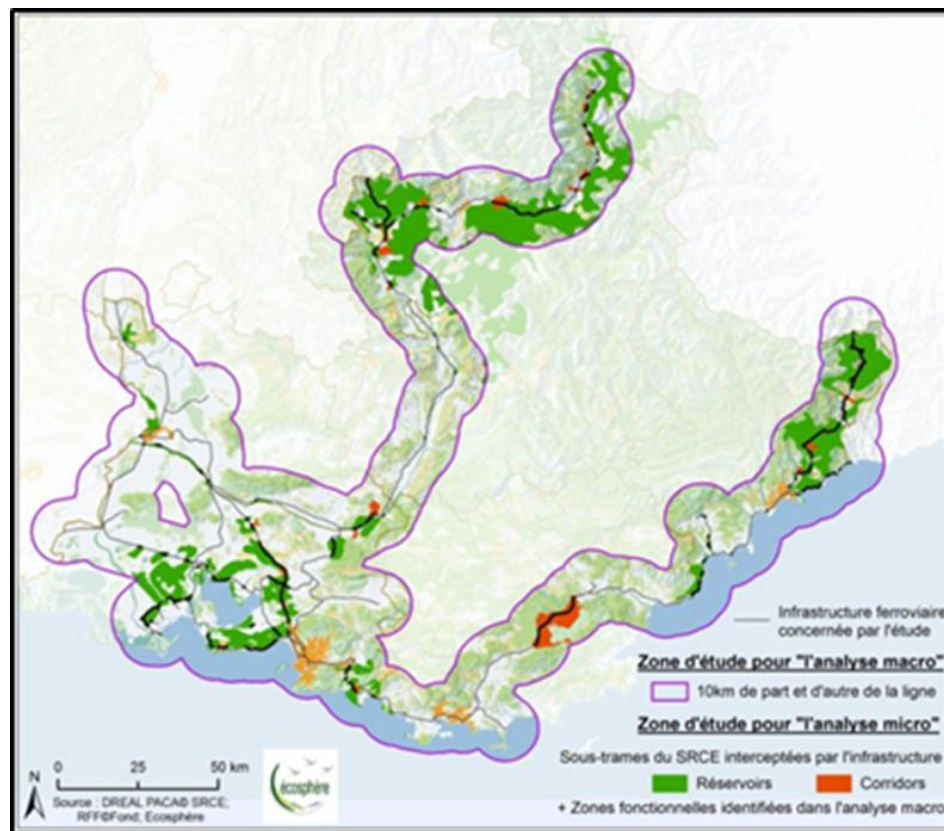 Infrastructure ferroviaire
concernée par l'étude
Zone d'étude pour "l'analyse macro"
10km de part et d'autre de la ligne
Zone d'étude pour "l'analyse micro"
Sous-trames du SRCE interceptées par l'infrastructure
Réservoirs Corridors
+ Zones fonctionnelles identifiées dans l'analyse macro
0 25 50 km
N
Source : DREAL PACA© SRCE;
RFF©Fond; Ecosphère
écosphère